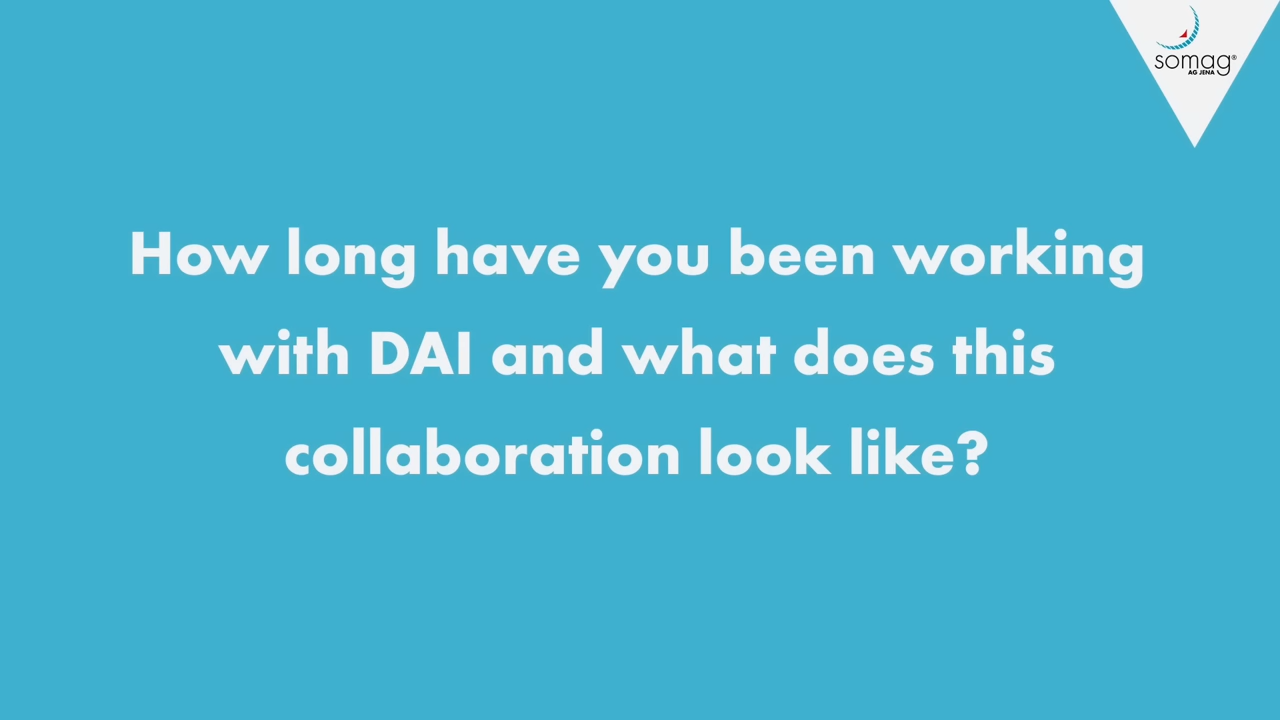 somag®
AG JENA
How long have you been working
with DAI and what does this
collaboration look like?